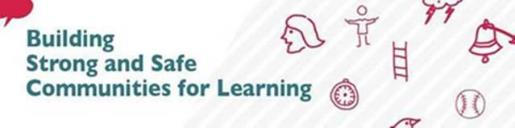 Building
Strong and Safe
Communities for Learning